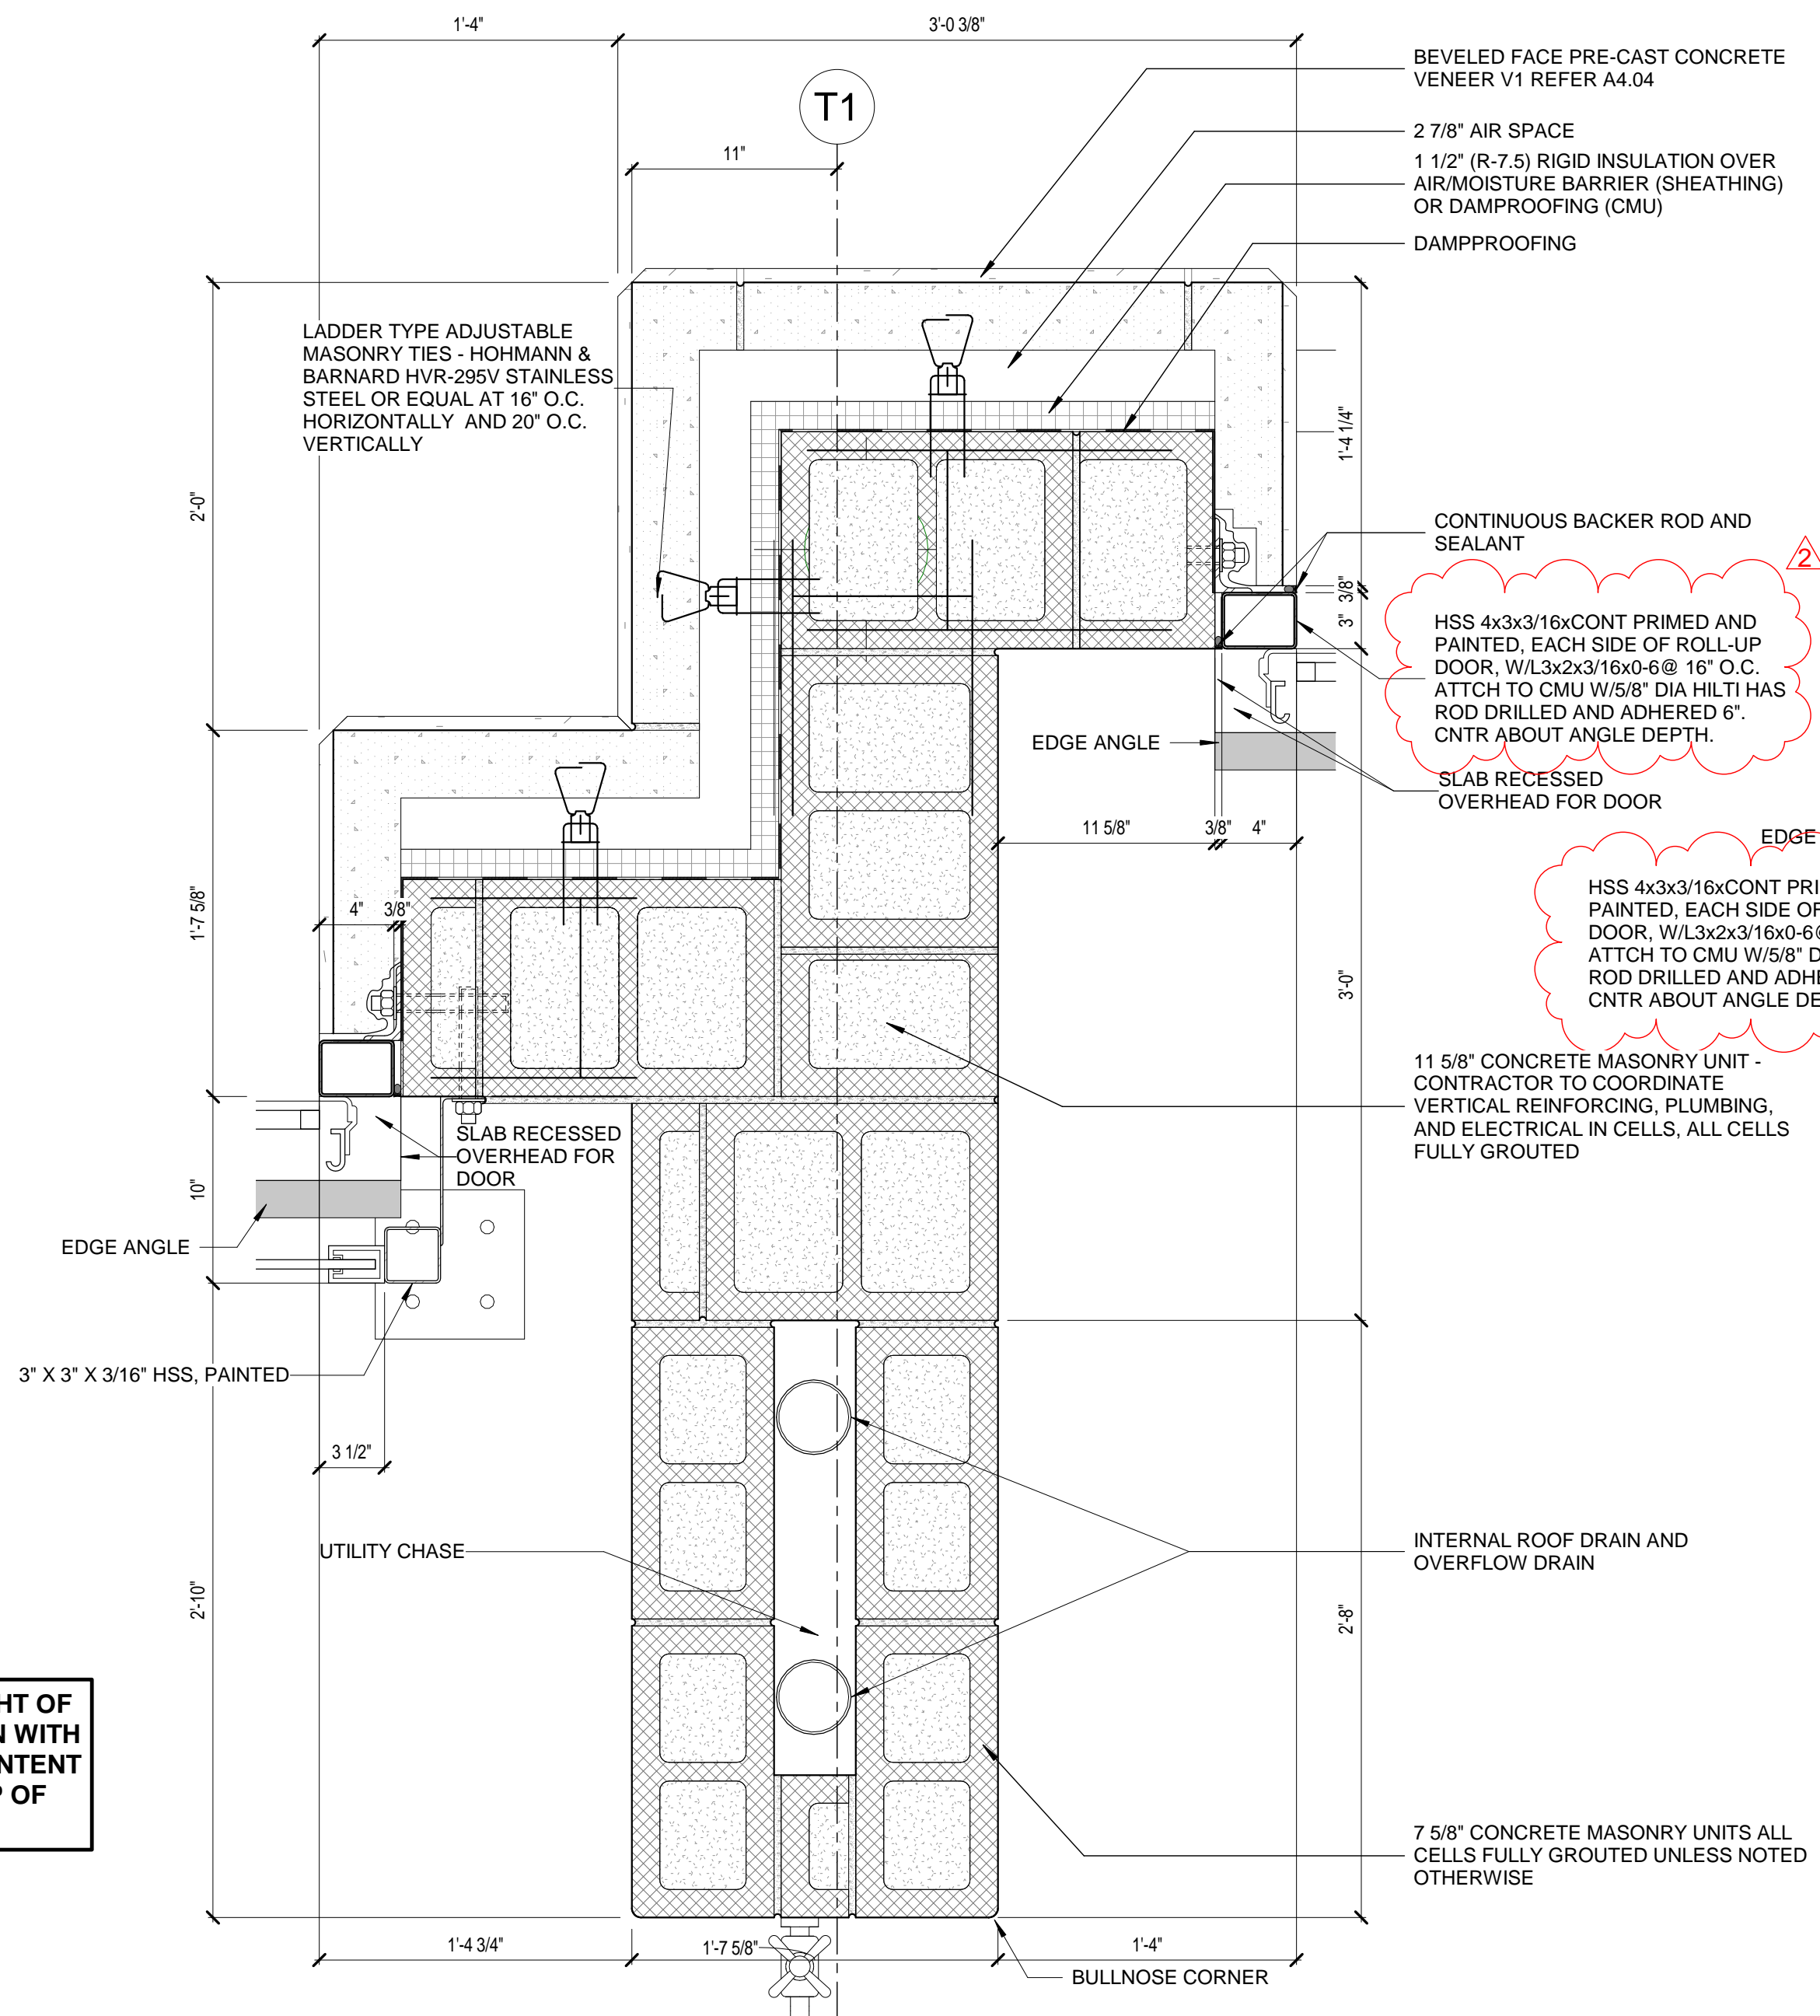 1'-4"
3'-0 3/8"
T1
11"
BEVELED FACE PRE-CAST CONCRETE
VENEER V1 REFER A4.04
2 7/8" AIR SPACE
1 1/2" (R-7.5) RIGID INSULATION OVER
AIR/MOISTURE BARRIER (SHEATHING)
OR DAMPROOFING (CMU)
DAMPPROOFING
LADDER TYPE ADJUSTABLE
MASONRY TIES - HOHMANN &
BARNARD HVR-295V STAINLESS
STEEL OR EQUAL AT 16" O.C.
HORIZONTALLY AND 20" O.C.
VERTICALLY
2'-0"
1'-4 1/4"
3/8"
3"
CONTINUOUS BACKER ROD AND
SEALANT
2
HSS 4x3x3/16xCONT PRIMED AND
PAINTED, EACH SIDE OF ROLL-UP
DOOR, W/L3x2x3/16x0-6@ 16" O.C.
ATTCH TO CMU W/5/8" DIA HILTI HAS
ROD DRILLED AND ADHERED 6".
CNTR ABOUT ANGLE DEPTH.
EDGE ANGLE
SLAB RECESSED
OVERHEAD FOR DOOR
11 5/8"
3/8"
4"
EDGE
HSS 4x3x3/16xCONT PRI
PAINTED, EACH SIDE OF
DOOR, W/L3x2x3/16x0-6@
ATTCH TO CMU W/5/8" D
ROD DRILLED AND ADHE
CNTR ABOUT ANGLE DE
1'-7 5/8"
4"
3/8"
3'-0"
11 5/8" CONCRETE MASONRY UNIT -
CONTRACTOR TO COORDINATE
VERTICAL REINFORCING, PLUMBING,
AND ELECTRICAL IN CELLS, ALL CELLS
FULLY GROUTED
SLAB RECESSED
OVERHEAD FOR
DOOR
10"
EDGE ANGLE
3" X 3" X 3/16" HSS, PAINTED
3 1/2"
UTILITY CHASE
INTERNAL ROOF DRAIN AND
OVERFLOW DRAIN
2'-10"
2'-8"
HT OF
N WITH
NTENT
P OF
7 5/8" CONCRETE MASONRY UNITS ALL
CELLS FULLY GROUTED UNLESS NOTED
OTHERWISE
1'-4 3/4"
1'-7 5/8"
1'-4"
BULLNOSE CORNER